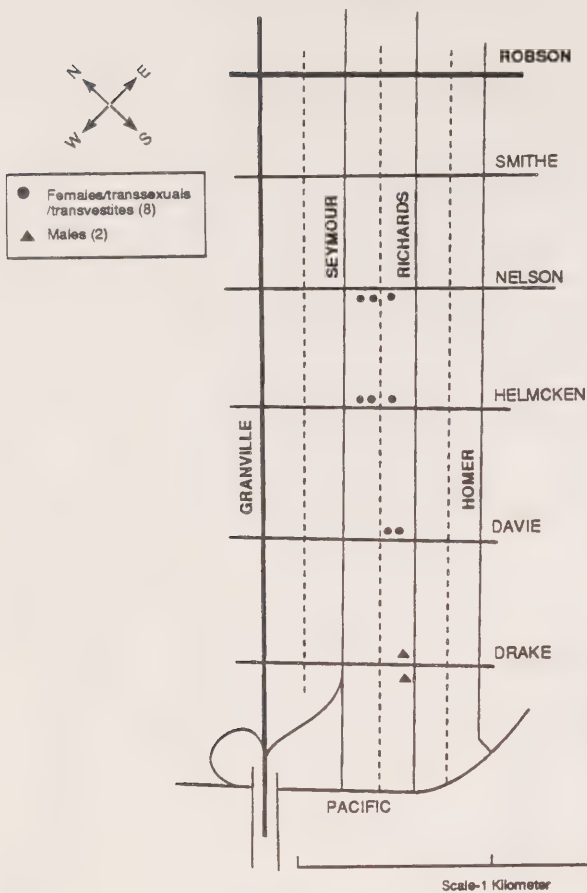 ROBSON
N
E
W
S
SMITHE
Females/transsexuals
/transvestites (8)
Males (2)
SEYMOUR
RICHARDS
NELSON
HELMCKEN
GRANVILLE
HOMER
DAVIE
DRAKE
PACIFIC
Scale-1 Kilometer